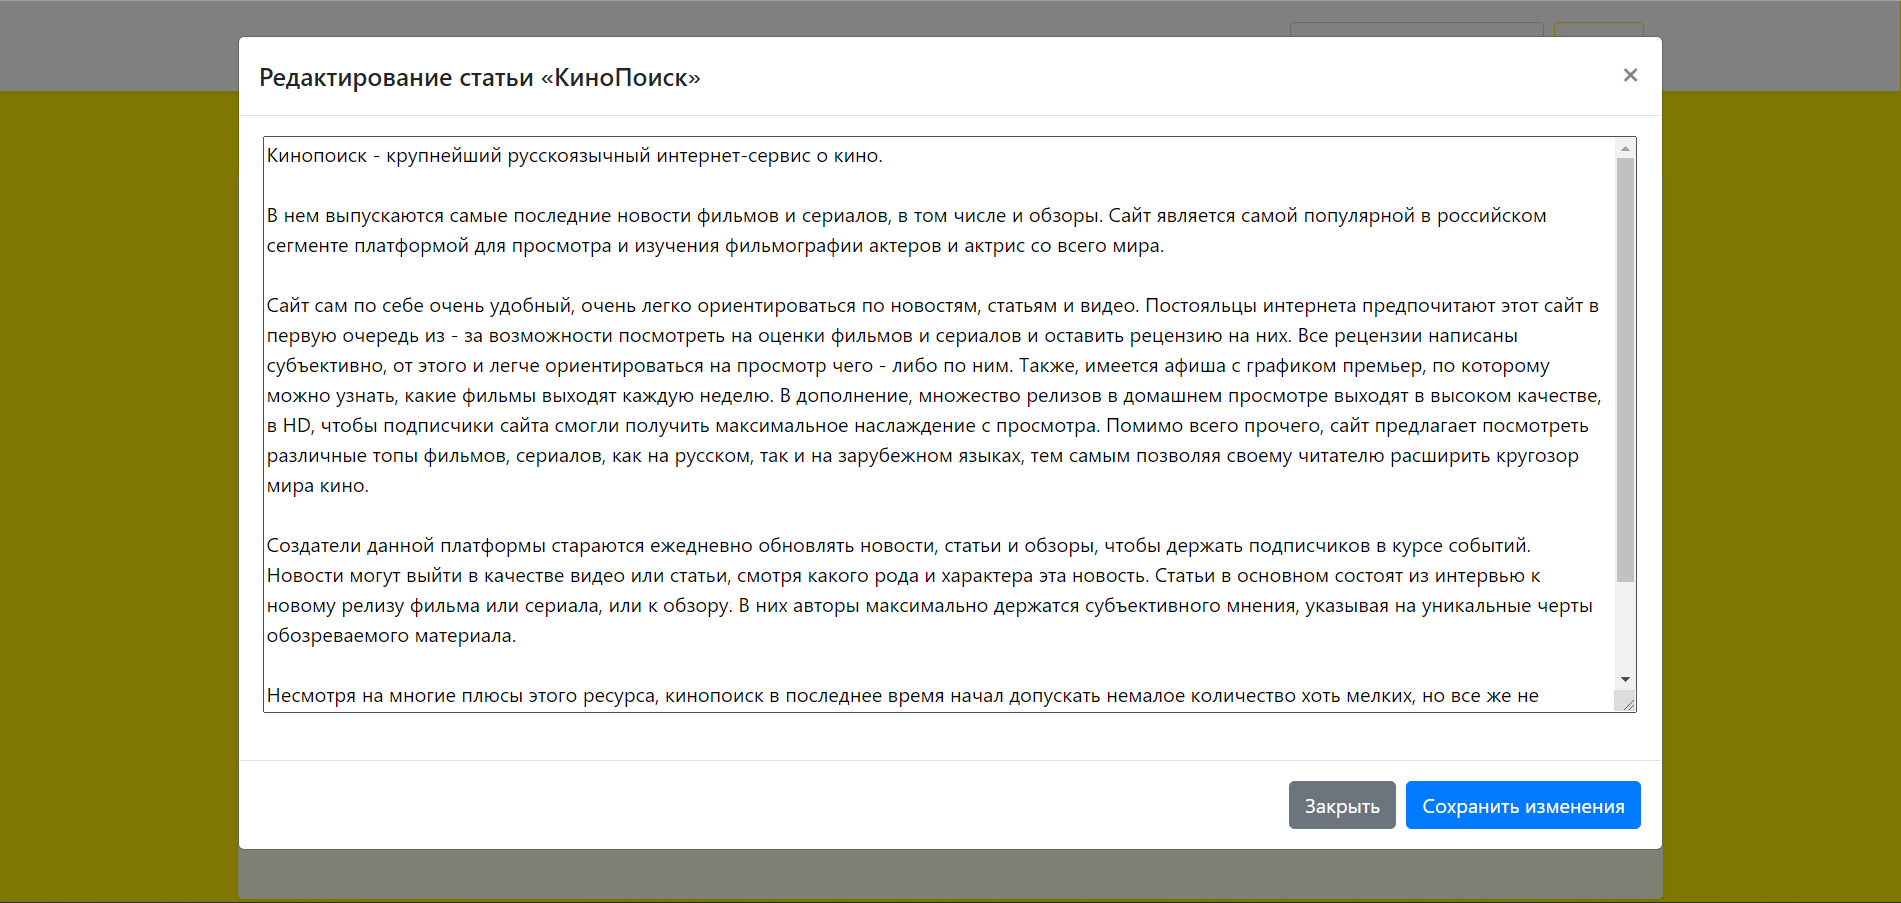 Редактирование статьи «КиноПоиск»
×
Кинопоиск - крупнейший русскоязычный интернет-сервис о кино.
В нем выпускаются самые последние новости фильмов и сериалов, в том числе и обзоры. Сайт является самой популярной в российском
сегменте платформой для просмотра и изучения фильмографии актеров и актрис со всего мира.
Сайт сам по себе очень удобный, очень легко ориентироваться по новостям, статьям и видео. Постояльцы интернета предпочитают этот сайт в
первую очередь из - за возможности посмотреть на оценки фильмов и сериалов и оставить рецензию на них. Все рецензии написаны
субъективно, от этого и легче ориентироваться на просмотр чего - либо по ним. Также, имеется афиша с графиком премьер, по которому
можно узнать, какие фильмы выходят каждую неделю. В дополнение, множество релизов в домашнем просмотре выходят в высоком качестве,
в HD, чтобы подписчики сайта смогли получить максимальное наслаждение с просмотра. Помимо всего прочего, сайт предлагает посмотреть
различные топы фильмов, сериалов, как на русском, так и на зарубежном языках, тем самым позволяя своему читателю расширить кругозор
мира кино.
Создатели данной платформы стараются ежедневно обновлять новости, статьи и обзоры, чтобы держать подписчиков в курсе событий.
Новости могут выйти в качестве видео или статьи, смотря какого рода и характера эта новость. Статьи в основном состоят из интервью к
новому релизу фильма или сериала, или к обзору. В них авторы максимально держатся субъективного мнения, указывая на уникальные черты
обозреваемого материала.
Несмотря на многие плюсы этого ресурса, кинопоиск в последнее время начал допускать немалое количество хоть мелких, но все же не
Закрыть
Сохранить изменения